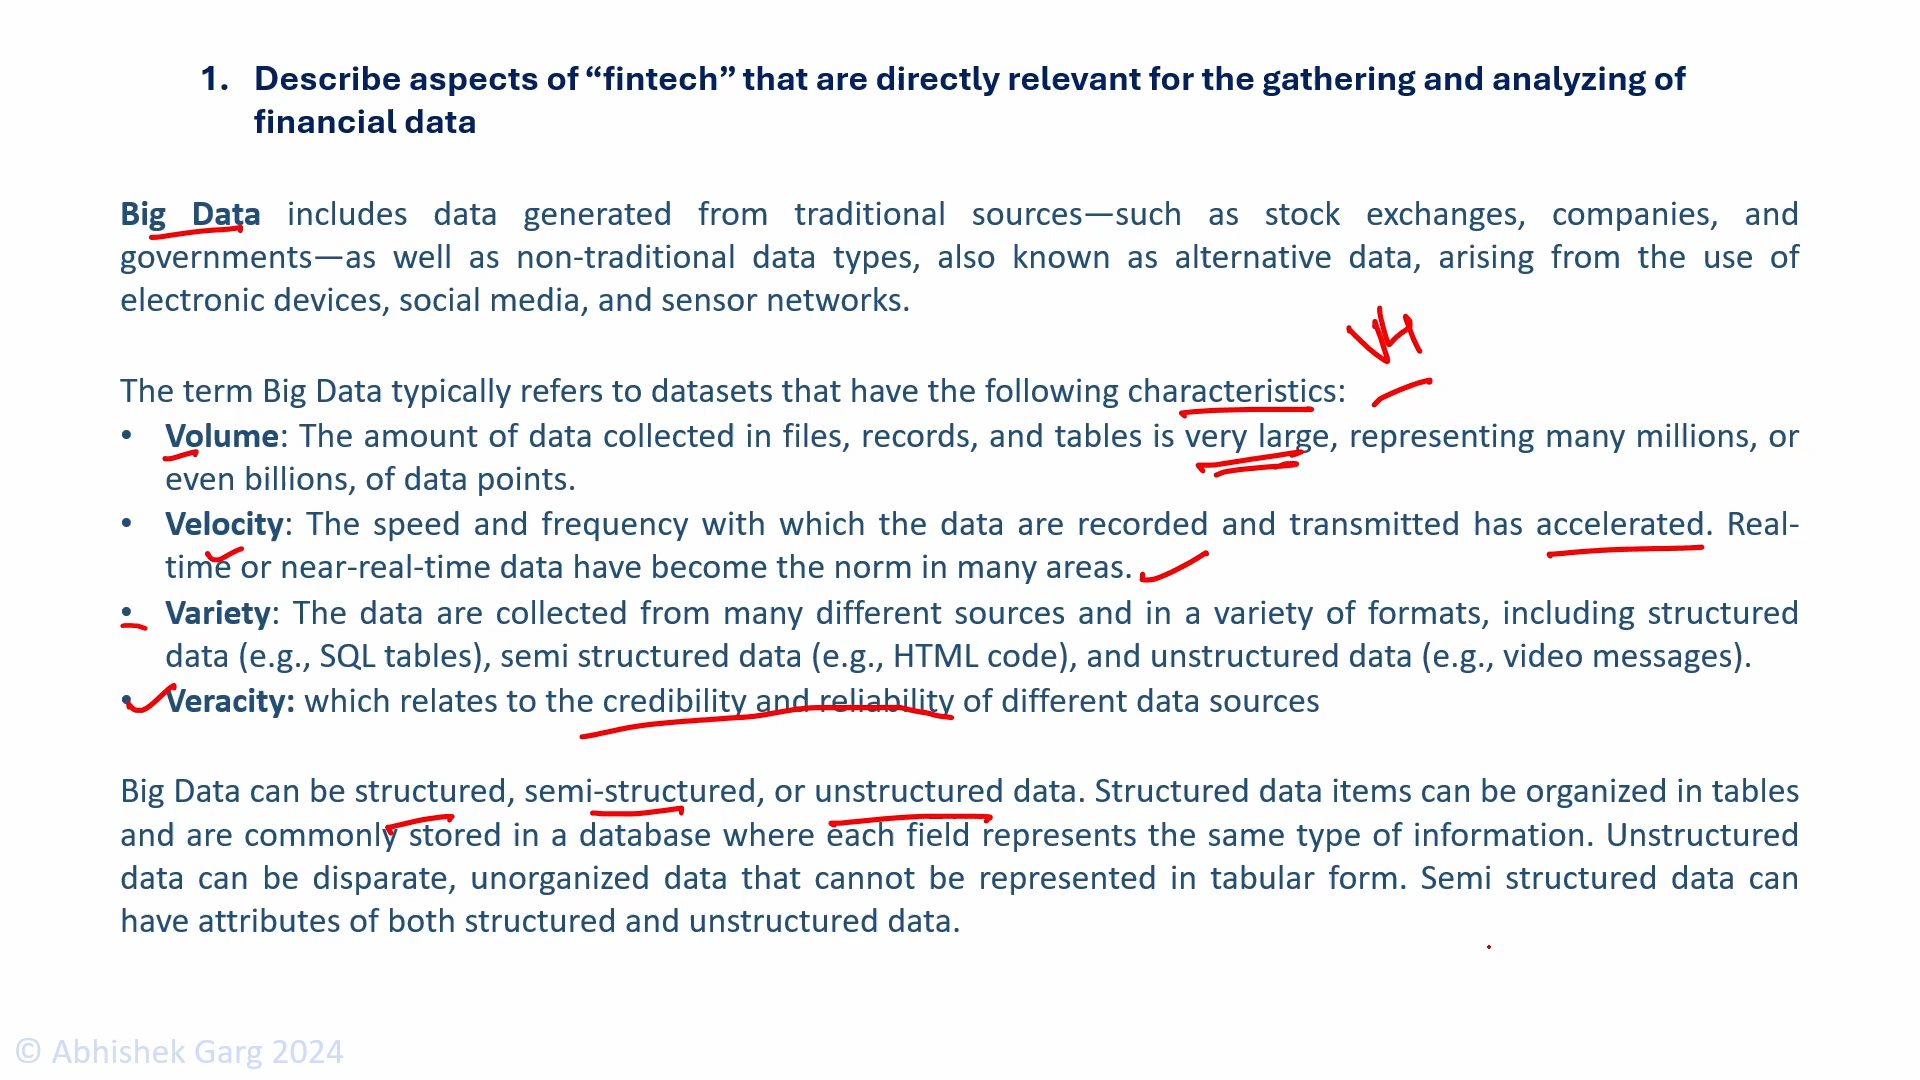 1. Describe aspects of “fintech” that are directly relevant for the gathering and analyzing of
financial data
Big Data includes data generated from traditional sources—such as stock exchanges, companies, and
governments—as well as non-traditional data types, also known as alternative data, arising from the use of
electronic devices, social media, and sensor networks.
V4
The term Big Data typically refers to datasets that have the following characteristics:
• Volume: The amount of data collected in files, records, and tables is very large, representing many millions, or
even billions, of data points.
• Velocity: The speed and frequency with which the data are recorded and transmitted has accelerated. Real-
time or near-real-time data have become the norm in many areas.
• Variety: The data are collected from many different sources and in a variety of formats, including structured
data (e.g., SQL tables), semi structured data (e.g., HTML code), and unstructured data (e.g., video messages).
• Veracity: which relates to the credibility and reliability of different data sources
Big Data can be structured, semi-structured, or unstructured data. Structured data items can be organized in tables
and are commonly stored in a database where each field represents the same type of information. Unstructured
data can be disparate, unorganized data that cannot be represented in tabular form. Semi structured data can
have attributes of both structured and unstructured data.
© Abhishek Garg 2024